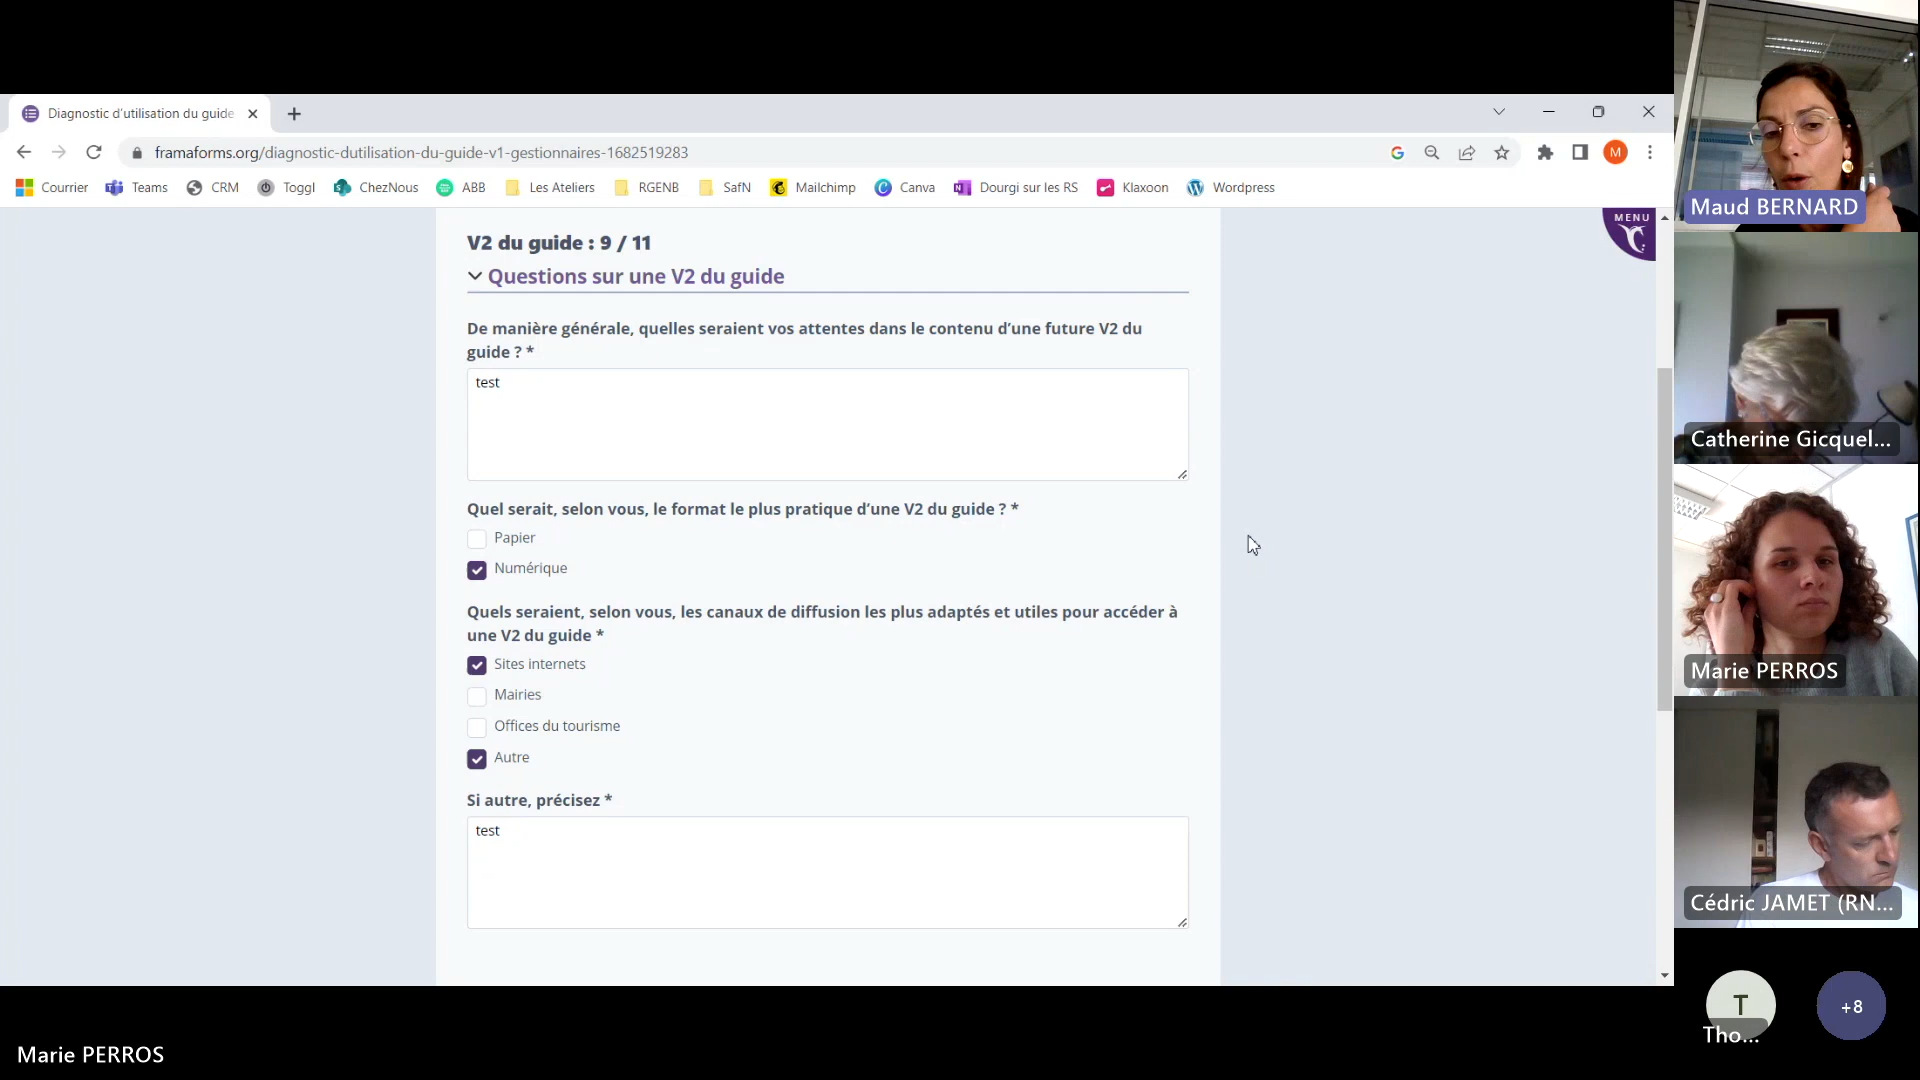 Diagnostic d'utilisation du guide
framaforms.org/diagnostic-dutilisation-du-guide-v1-gestionnaires-1682519283
M
Courrier
Teams
CRM
Toggl
ChezNous
ABB
Les Ateliers
RGENB
SafN
Mailchimp
Canva
Dourgi sur les RS
Klaxoon
Wordpress
MENU
V2 du guide : 9 / 11
Questions sur une V2 du guide
De manière générale, quelles seraient vos attentes dans le contenu d'une future V2 du
guide ? *
test
Quel serait, selon vous, le format le plus pratique d'une V2 du guide ? *
Papier
Numérique
Quels seraient, selon vous, les canaux de diffusion les plus adaptés et utiles pour accéder à
une V2 du guide *
Sites internets
Mairies
Offices du tourisme
Autre
Si autre, précisez *
test
Maud BERNARD
Catherine Gicquel...
Marie PERROS
Cédric JAMET (RN...
T
Tho...
+8
Marie PERROS